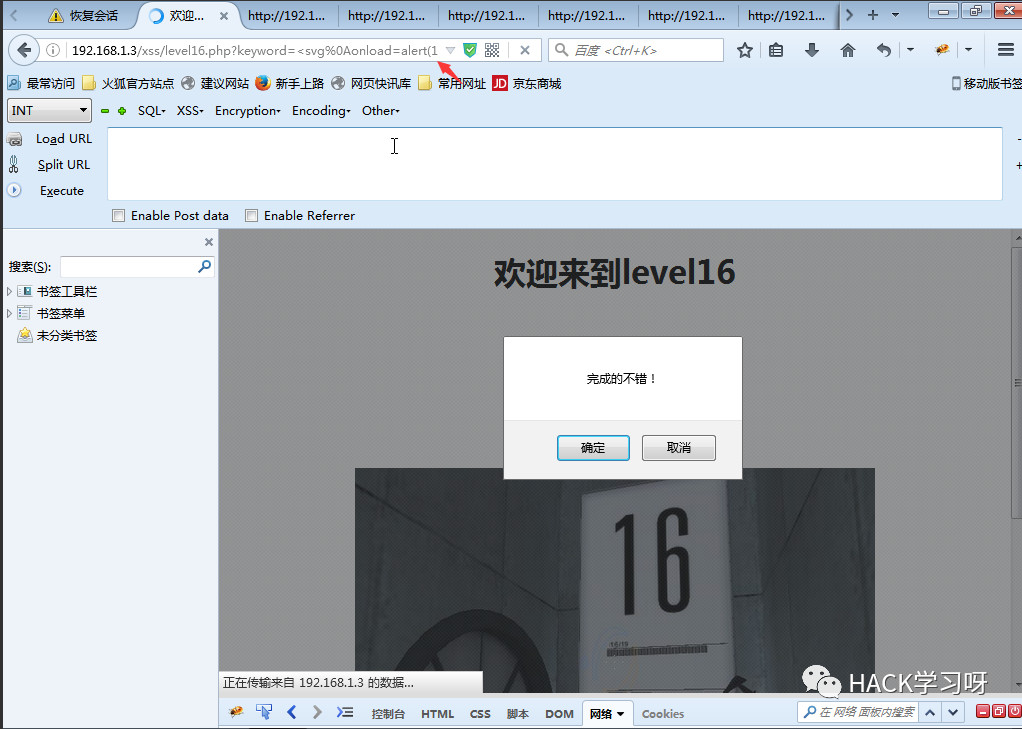 恢复会话
欢迎...
http://192.1...
http://192.1...
http://192.1...
http://192.1...
http://192.1...
http://192.1...
192.168.1.3/xss/level16.php?keyword=<svg%0Aonload=alert(1
百度 <Ctrl+K>
最常访问 火狐官方站点 建议网站 新手上路 网页快讯库 常用网址 JD 京东商城 移动版书签
INT SQL XSS Encryption Encoding Other
Load URL
Split URL
Execute
Enable Post data Enable Referrer
搜索(S):
书签工具栏
书签菜单
未分类书签
欢迎来到level16
完成的不错！
确定 取消
16
正在传输来自 192.168.1.3 的数据...
HACK学习呀
控制台 HTML CSS 脚本 DOM 网络 Cookies
在 网络 面板内搜索